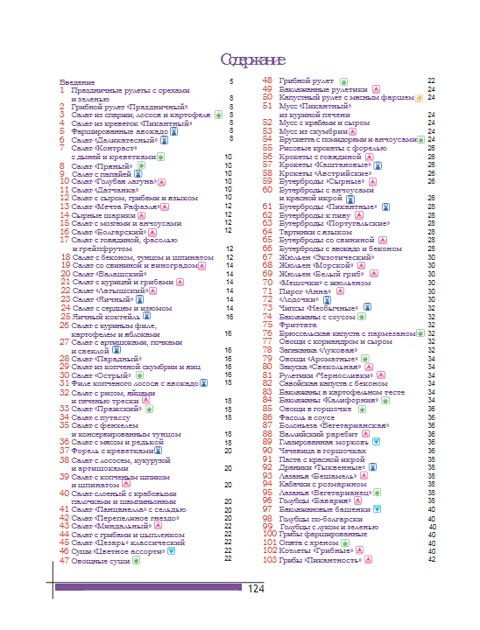 Содержание
Введение 5
1 Праздничные рулеты с орехами
и зеленью 8
2 Грибной рулет «Праздничный» 8
3 Салат из спаржи, лосося и картофеля 8
4 Салат из креветок «Пикантный» 8
5 Фаршированные авокадо 8
6 Салат «Деликатесный» 8
7 Салат «Контраст»
с дыней и креветками 10
8 Салат «Пряный» 10
9 Салат с папайей 10
10 Салат «Голубая лагуна» 10
11 Салат «Датчанка» 10
12 Салат с сыром, грибами и языком 10
13 Салат «Мечта Рафаэля» 12
14 Сырные шарики 12
15 Салат с мозгами и анчоусами 12
16 Салат «Болгарский» 12
17 Салат с говядиной, фасолью
и грейпфрутом 12
18 Салат с беконом, тунцом и шпинатом 12
19 Салат со свининой и виноградом 14
20 Салат «Валашский» 14
21 Салат с курицей и грибами 14
22 Салат «Латышский» 14
23 Салат «Яичный» 14
24 Салат с сердцем и изюмом 14
25 Яичный коктейль 16
26 Салат с куриным филе,
картофелем и яблоками 16
27 Салат с артишоками, почками
и свеклой 16
28 Салат «Парадный» 16
29 Салат из копченой скумбрии и яиц 16
30 Салат «Острый» 16
31 Филе копченого лосося с авокадо 18
32 Салат с рисом, яйцами
и печенью трески 18
33 Салат «Пражский» 18
34 Салат с путассу 18
35 Салат с фенхелем
и консервированным тунцом 18
36 Салат с мясом и редькой 18
37 Форель с креветками 20
38 Салат с лососем, кукурузой
и артишоками 20
39 Салат с копченым шпиком
и шпинатом 20
40 Салат слоеный с крабовыми
палочками и шампиньонами 20
41 Салат «Панцанелла» с сельдью 20
42 Салат «Перепелиное гнездо» 20
43 Салат «Миндальный» 22
44 Салат с грибами и цыпленком 22
45 Салат «Цезарь» классический 22
46 Суши «Цветное ассорти» 22
47 Овощные суши 22
48 Грибной рулет 22
49 Баклажанные рулетики 24
50 Капустный рулет с мясным фаршем 24
51 Мусс «Пикантный»
из куриной печени 24
52 Мусс с крабами и сыром 24
53 Мусс из скумбрии 24
54 Брускетта с помидорами и анчоусами 24
55 Рисовые крокеты с форелью 26
56 Крокеты с говядиной 26
57 Крокеты «Каштановые» 26
58 Крокеты «Австрийские» 26
59 Бутерброды «Сырные» 26
60 Бутерброды с анчоусами
и красной икрой 26
61 Бутерброды «Пикантные» 28
62 Бутерброды к пиву 28
63 Бутерброды «Португальские» 28
64 Тартинки с языком 28
65 Бутерброды со свининой 28
66 Бутерброды с авокадо и беконом 28
67 Жюльен «Экзотический» 30
68 Жюльен «Морской» 30
69 Жюльен «Белый гриб» 30
70 «Мешочки» с жюльеном 30
71 Пирог «Анна» 30
72 «Лодочки» 30
73 Чипсы «Необычные» 32
74 Баклажаны с соусом 32
75 Фриттата 32
76 Брюссельская капуста с пармезаном 32
77 Овощи с кориандром и сыром 32
78 Запеканка «Луковая» 32
79 Овощи «Ароматные» 34
80 Закуска «Свекольная» 34
81 Рулетики «Черносливки» 34
82 Савойская капуста с беконом 34
83 Баклажаны в картофельном тесте 34
84 Баклажаны «Калифорния» 34
85 Овощи в горшочке 36
86 Фасоль в соусе 36
87 Болоньеза «Вегетарианская» 36
88 Валлийский раребит 36
89 Глазированная морковь 36
90 Чечевица в горшочках 36
91 Паста с красной икрой 38
92 Драники «Тыквенные» 38
93 Лазанья «Бешамель» 38
94 Кабачки с розмарином 38
95 Лазанья «Вегетарианец» 38
96 Голубцы «Бавария» 38
97 Баклажановые башенки 40
98 Голубцы по-болгарски 40
99 Голубцы с луком и зеленью 40
100 Грибы фаршированные 40
101 Опята с хреном 40
102 Котлеты «Грибные» 40
103 Грибы «Пикантность» 42
124